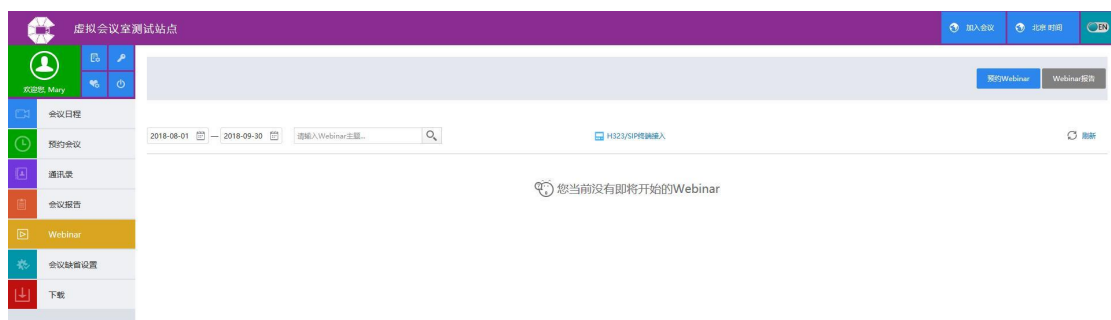 虚拟会议室测试站点
加入会议
北京时间
EN
欢迎您, Mary
预约Webinar
Webinar报告
会议日程
预约会议
通讯录
会议报告
Webinar
会议缺省设置
下载
2018-08-01 — 2018-09-30
请输入Webinar主题...
H323/SIP终端接入
刷新
您当前没有即将开始的Webinar